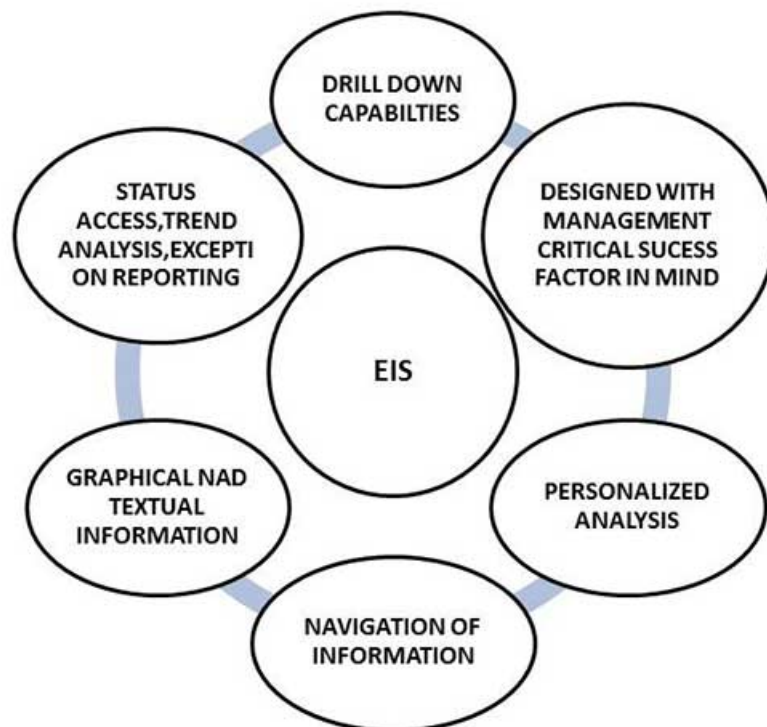 DRILL DOWN
CAPABILTIES
STATUS
ACCESS,TREND
ANALYSIS,EXCEPTI
ON REPORTING
DESIGNED WITH
MANAGEMENT
CRITICAL SUCESS
FACTOR IN MIND
EIS
GRAPHICAL NAD
TEXTUAL
INFORMATION
PERSONALIZED
ANALYSIS
NAVIGATION OF
INFORMATION